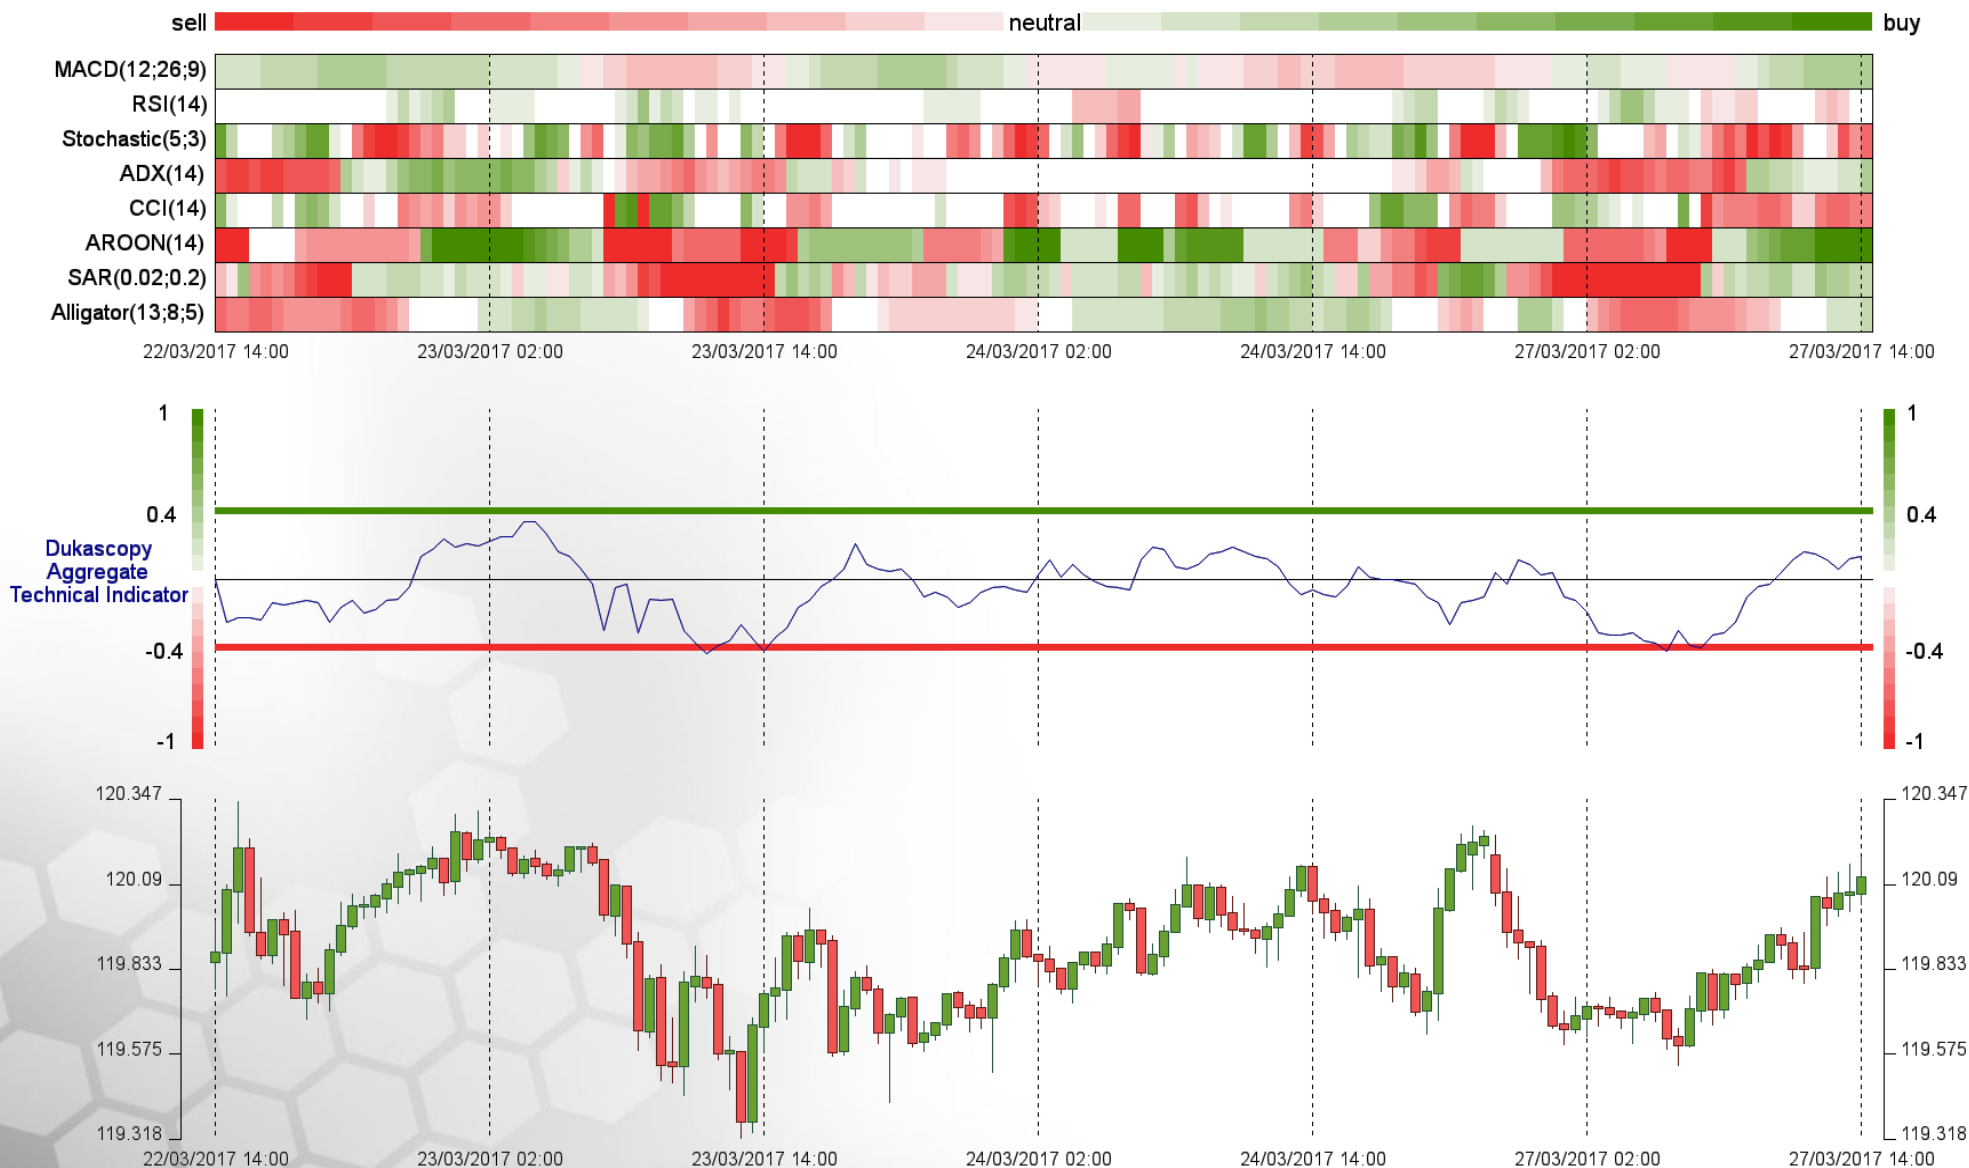 sell neutral buy
MACD(12;26;9)
RSI(14)
Stochastic(5;3)
ADX(14)
CCI(14)
AROON(14)
SAR(0.02;0.2)
Alligator(13;8;5)
22/03/2017 14:00 23/03/2017 02:00 23/03/2017 14:00 24/03/2017 02:00 24/03/2017 14:00 27/03/2017 02:00 27/03/2017 14:00
1 1
0.4 0.4
Dukascopy
Aggregate
Technical Indicator
-0.4 -0.4
-1 -1
120.347 120.347
120.09 120.09
119.833 119.833
119.575 119.575
119.318 119.318
22/03/2017 14:00 23/03/2017 02:00 23/03/2017 14:00 24/03/2017 02:00 24/03/2017 14:00 27/03/2017 02:00 27/03/2017 14:00